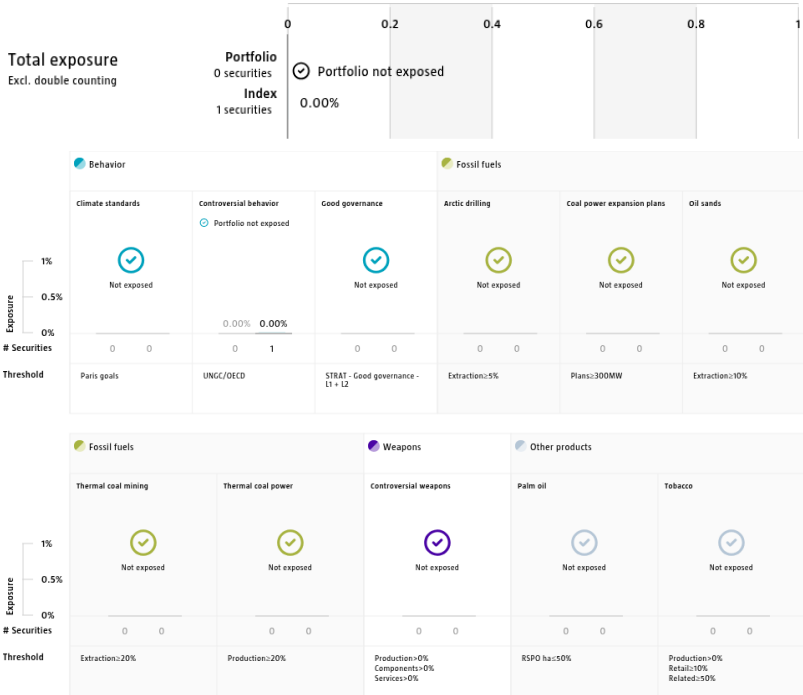 0 0.2 0.4 0.6 0.8 1
Total exposure
Excl. double counting
Portfolio
0 securities
Portfolio not exposed
Index
1 securities
0.00%
Behavior
Fossil fuels
Climate standards
Controversial behavior
Good governance
Arctic drilling
Coal power expansion plans
Oil sands
Portfolio not exposed
Not exposed
Not exposed
Not exposed
Not exposed
Not exposed
Exposure
1%
0.5%
0%
0.00% 0.00%
# Securities 0 0 0 1 0 0 0 0 0 0 0 0
Threshold
Paris goals
UNGC/OECD
STRAT - Good governance -
L1 + L2
Extraction≥5%
Plans≥300MW
Extraction≥10%
Fossil fuels
Weapons
Other products
Thermal coal mining
Thermal coal power
Controversial weapons
Palm oil
Tobacco
Not exposed
Not exposed
Not exposed
Not exposed
Not exposed
Exposure
1%
0.5%
0%
# Securities 0 0 0 0 0 0 0 0 0 0
Threshold
Extraction≥20%
Production≥20%
Production>0%
Components>0%
Services>0%
RSPO ha≤50%
Production>0%
Retail≥10%
Related≥50%